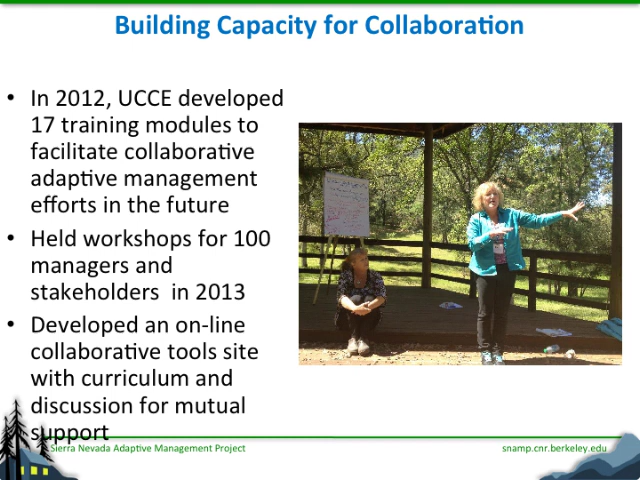 Building Capacity for Collaboration
• In 2012, UCCE developed
17 training modules to
facilitate collaborative
adaptive management
efforts in the future
• Held workshops for 100
managers and
stakeholders in 2013
• Developed an on-line
collaborative tools site
with curriculum and
discussion for mutual
support
Sierra Nevada Adaptive Management Project
snamp.cnr.berkeley.edu